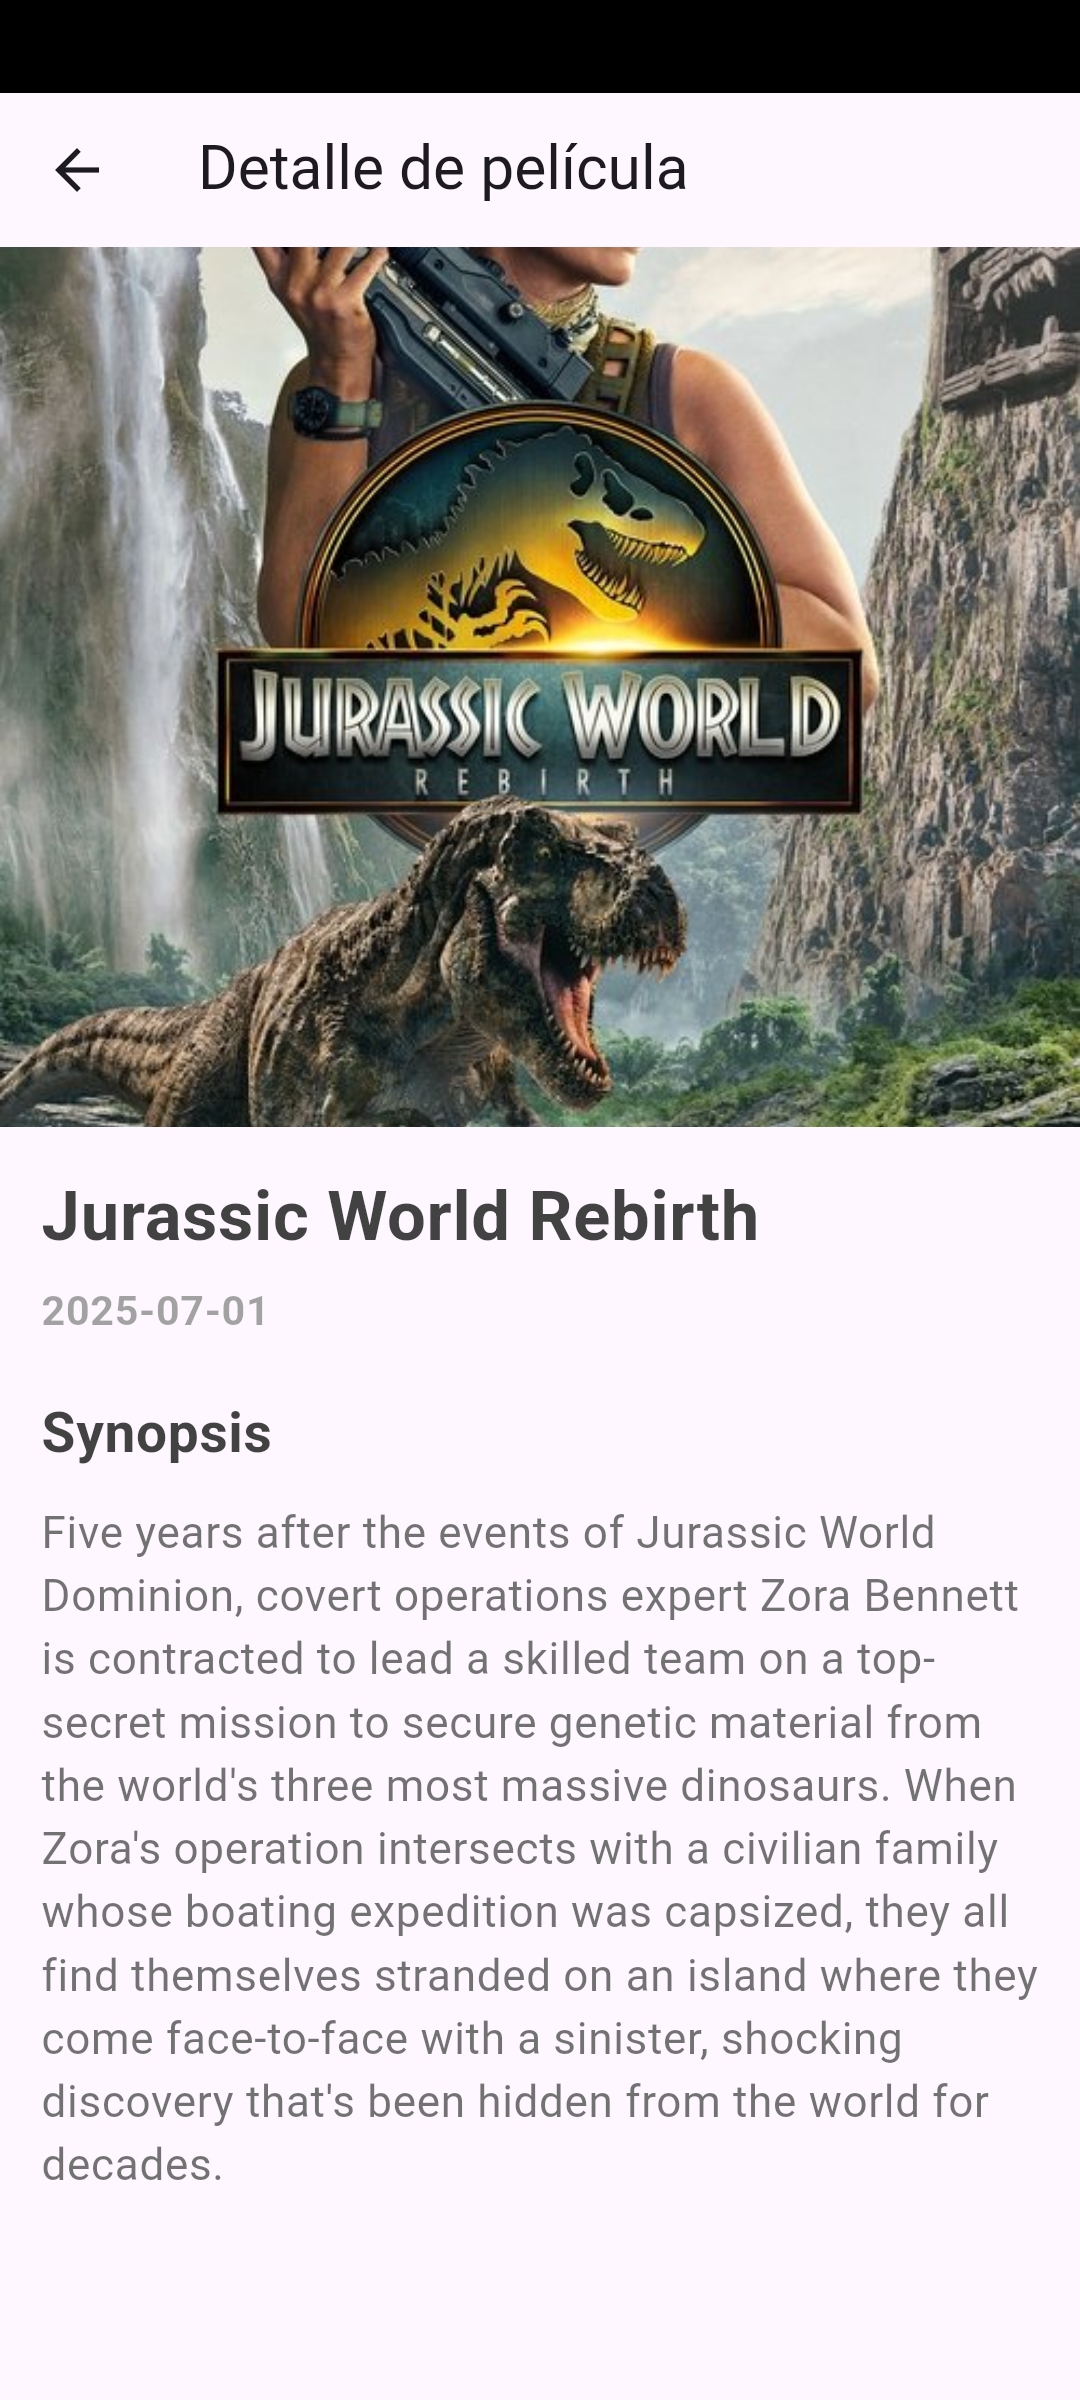 Detalle de película
JURASSIC WORLD
REBIRTH
Jurassic World Rebirth
2025-07-01
Synopsis
Five years after the events of Jurassic World
Dominion, covert operations expert Zora Bennett
is contracted to lead a skilled team on a top-
secret mission to secure genetic material from
the world's three most massive dinosaurs. When
Zora's operation intersects with a civilian family
whose boating expedition was capsized, they all
find themselves stranded on an island where they
come face-to-face with a sinister, shocking
discovery that's been hidden from the world for
decades.